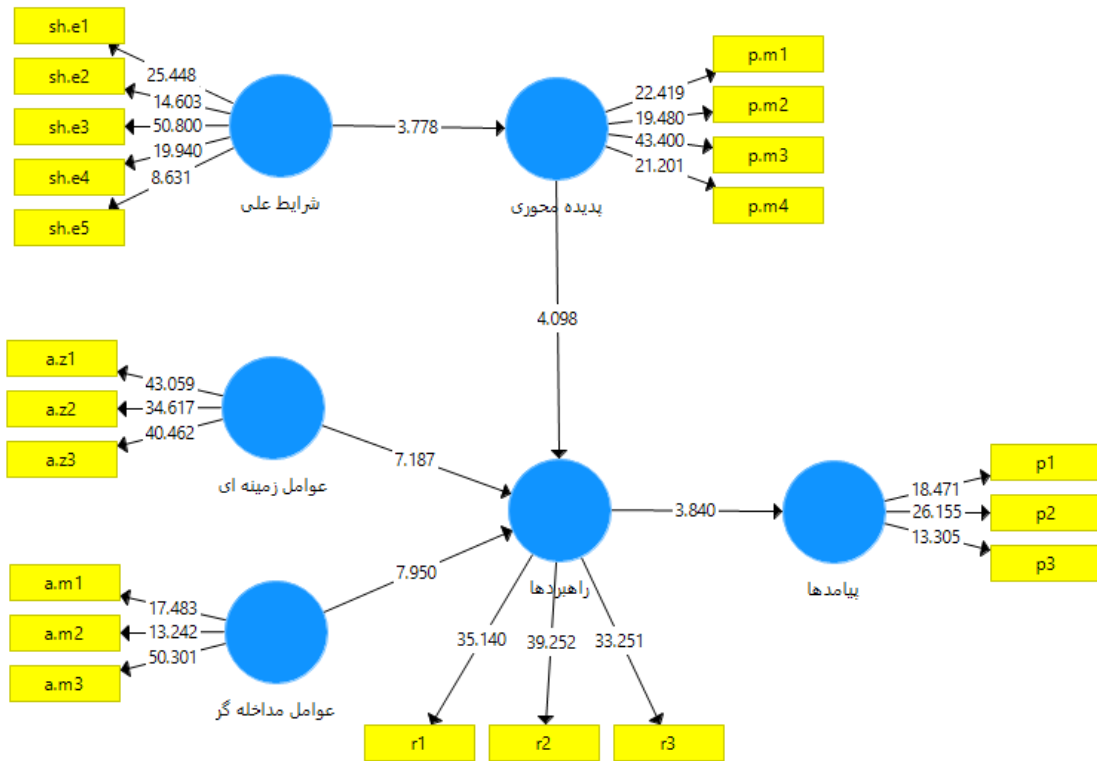 sh.e1
sh.e2
sh.e3
sh.e4
sh.e5
25.448
14.603
50.800
19.940
8.631
شرایط علی
3.778
پدیده محوری
22.419
19.480
43.400
21.201
p.m1
p.m2
p.m3
p.m4
4.098
a.z1
a.z2
a.z3
43.059
34.617
40.462
عوامل زمینه ای
7.187
a.m1
a.m2
a.m3
17.483
13.242
50.301
عوامل مداخله گر
7.950
راهبردها
35.140
39.252
33.251
r1
r2
r3
3.840
پیامدها
18.471
26.155
13.305
p1
p2
p3